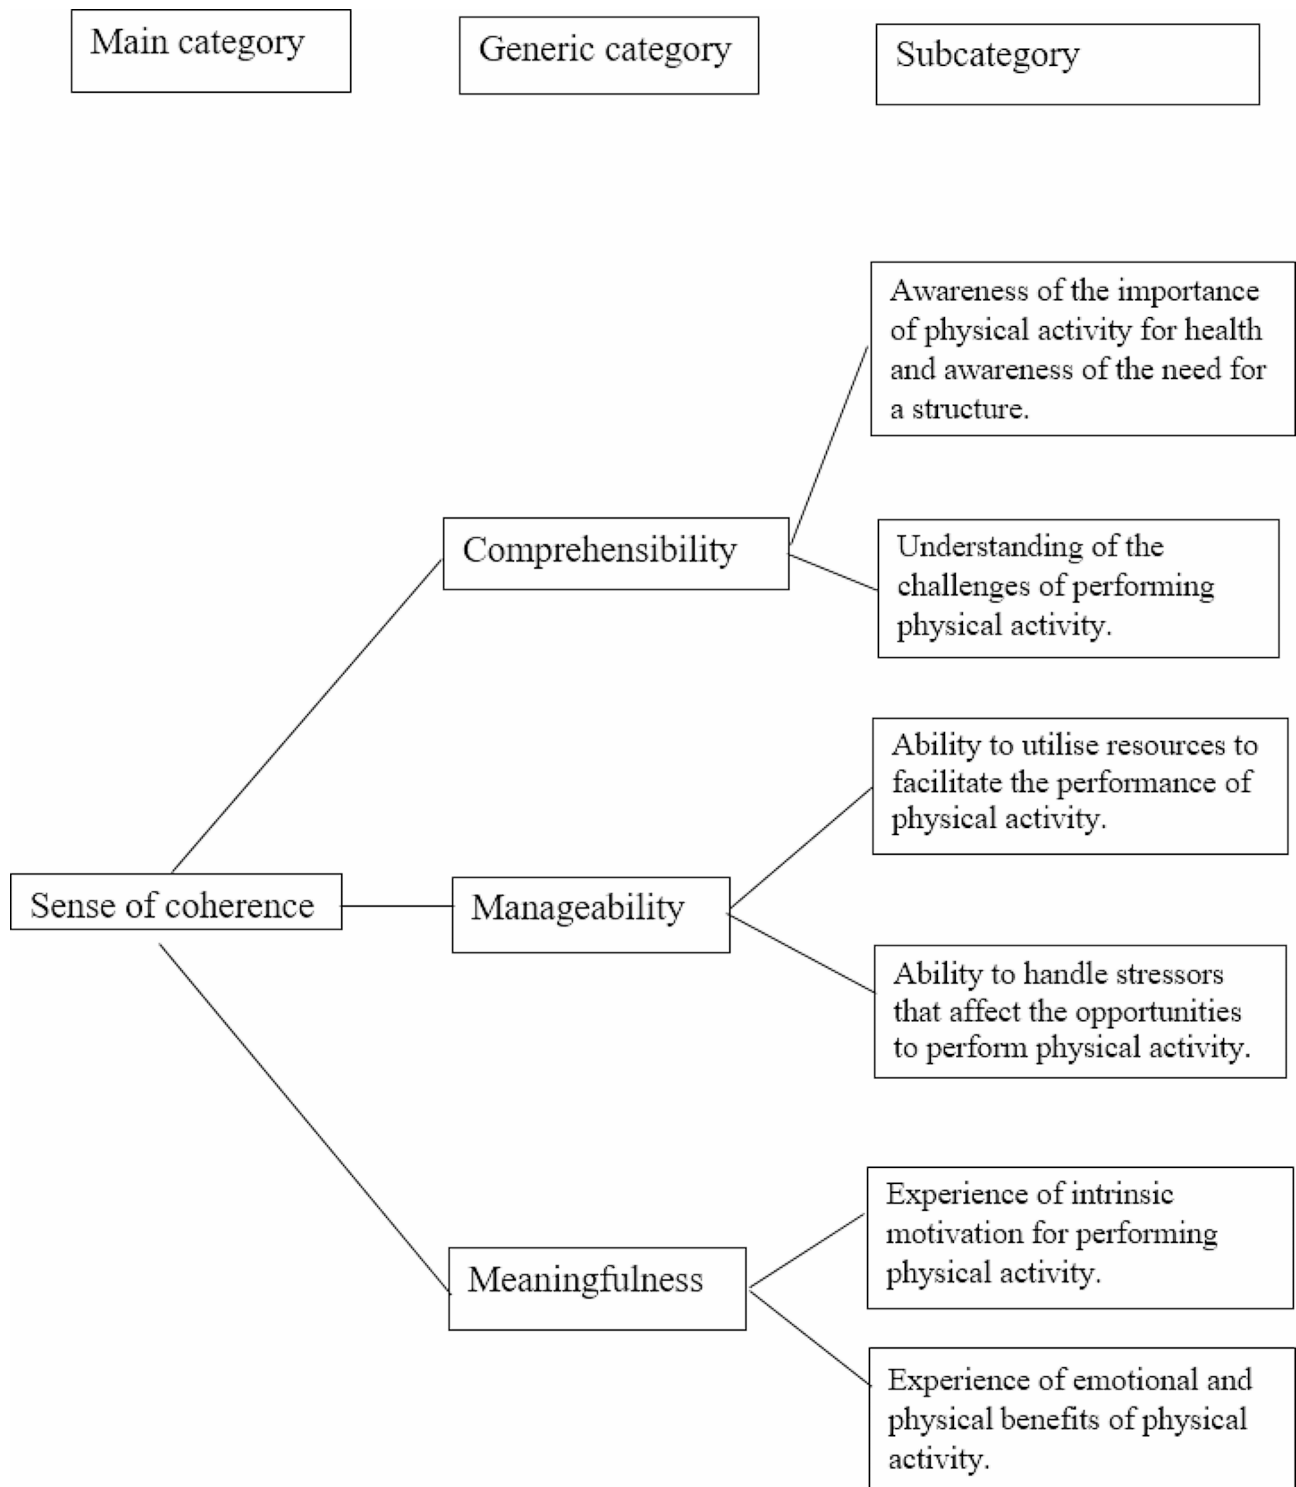 Main category
Generic category
Subcategory
Awareness of the importance
of physical activity for health
and awareness of the need for
a structure.
Comprehensibility
Understanding of the
challenges of performing
physical activity.
Ability to utilise resources to
facilitate the performance of
physical activity.
Sense of coherence
Manageability
Ability to handle stressors
that affect the opportunities
to perform physical activity.
Experience of intrinsic
motivation for performing
physical activity.
Meaningfulness
Experience of emotional and
physical benefits of physical
activity.